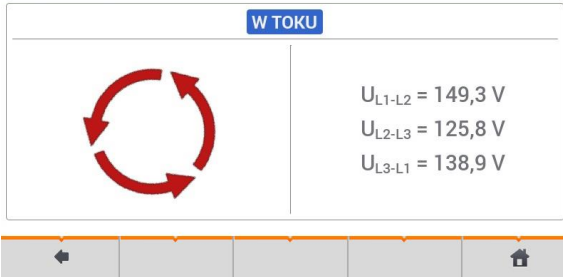 W TOKU
UL1-L2 = 149,3 V
UL2-L3 = 125,8 V
UL3-L1 = 138,9 V